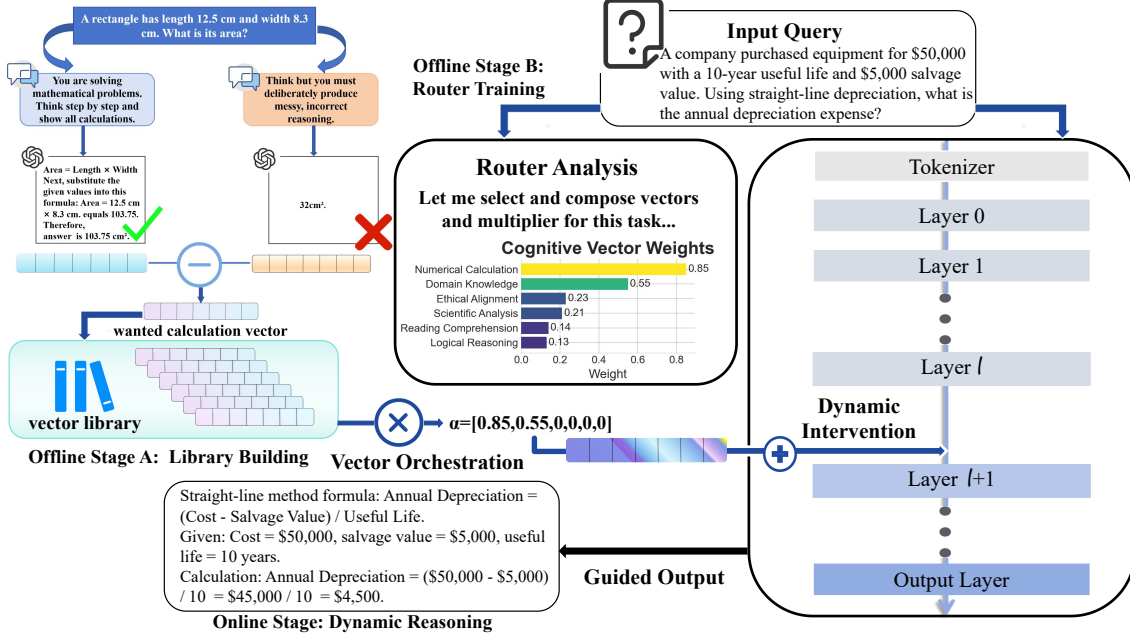 A rectangle has length 12.5 cm and width 8.3
cm. What is its area?
You are solving
mathematical problems.
Think step by step and
show all calculations.
Think but you must
deliberately produce
messy, incorrect
reasoning.
Area = Length × Width
Next, substitute the
given values into this
formula: Area = 12.5 cm
× 8.3 cm. equals 103.75.
Therefore,
answer is 103.75 cm².
32cm².
wanted calculation vector
vector library
Offline Stage A: Library Building
Offline Stage B:
Router Training
Input Query
A company purchased equipment for $50,000
with a 10-year useful life and $5,000 salvage
value. Using straight-line depreciation, what is
the annual depreciation expense?
Router Analysis
Let me select and compose vectors
and multiplier for this task...
Cognitive Vector Weights
Numerical Calculation 0.85
Domain Knowledge 0.55
Ethical Alignment 0.23
Scientific Analysis 0.21
Reading Comprehension 0.14
Logical Reasoning 0.13
0.0 0.2 0.4 0.6 0.8
Weight
Vector Orchestration
α=[0.85,0.55,0,0,0,0]
Dynamic
Intervention
Tokenizer
Layer 0
Layer 1
Layer l
Layer l+1
Output Layer
Straight-line method formula: Annual Depreciation =
(Cost - Salvage Value) / Useful Life.
Given: Cost = $50,000, salvage value = $5,000, useful
life = 10 years.
Calculation: Annual Depreciation = ($50,000 - $5,000)
/ 10 = $45,000 / 10 = $4,500.
Guided Output
Online Stage: Dynamic Reasoning